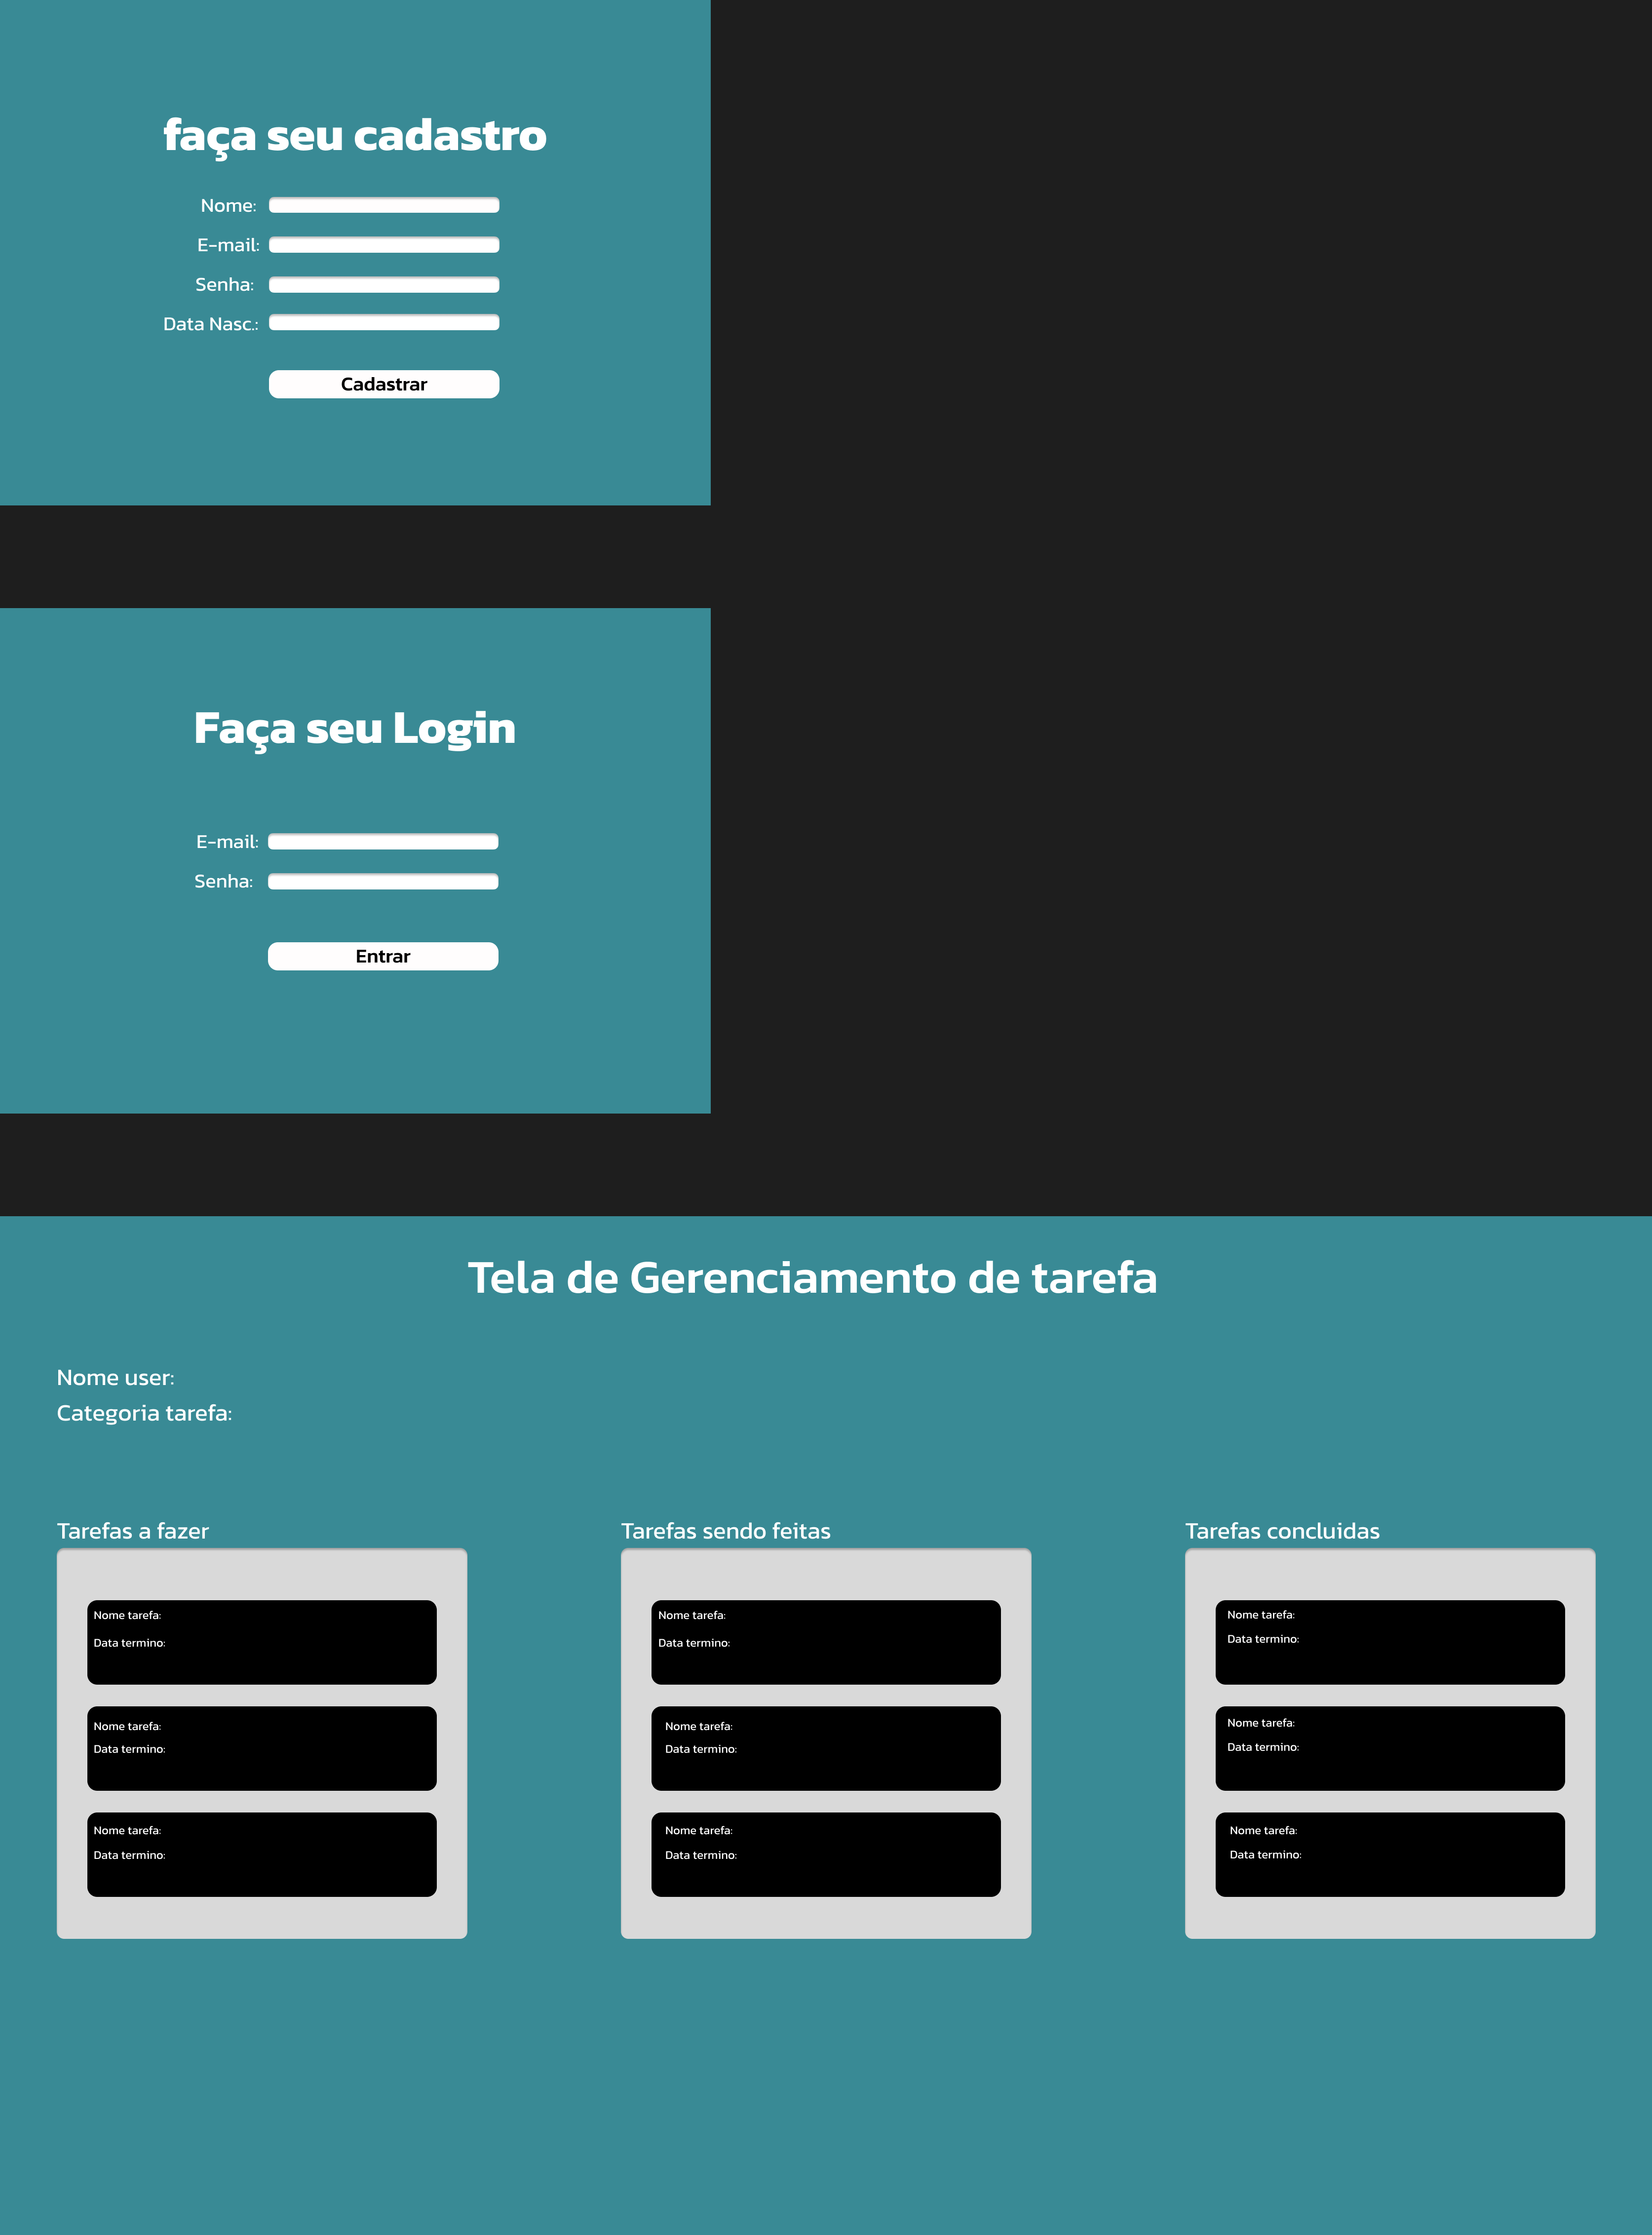 faça seu cadastro
Nome:
E-mail:
Senha:
Data Nasc.:
Cadastrar
Faça seu Login
E-mail:
Senha:
Entrar
Tela de Gerenciamento de tarefa
Nome user:
Categoria tarefa:
Tarefas a fazer
Nome tarefa:
Data termino:
Nome tarefa:
Data termino:
Nome tarefa:
Data termino:
Tarefas sendo feitas
Nome tarefa:
Data termino:
Nome tarefa:
Data termino:
Nome tarefa:
Data termino:
Tarefas concluidas
Nome tarefa:
Data termino:
Nome tarefa:
Data termino:
Nome tarefa:
Data termino: